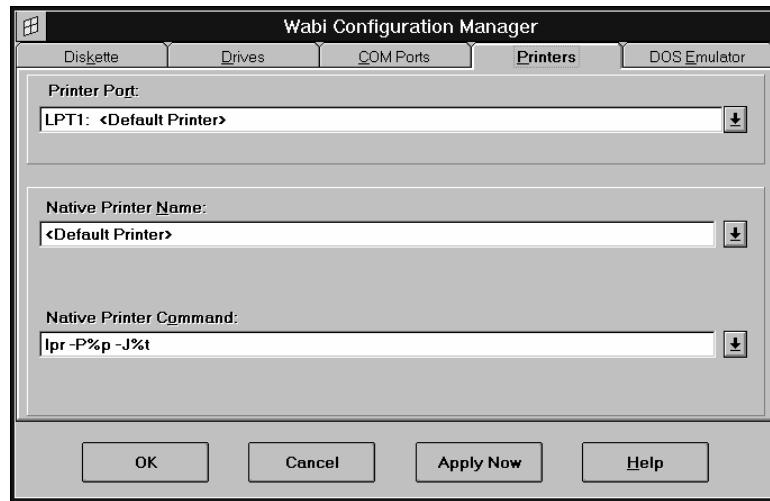 Wabi Configuration Manager
Diskette Drives COM Ports Printers DOS Emulator
Printer Port:
LPT1: <Default Printer>
Native Printer Name:
<Default Printer>
Native Printer Command:
lpr -P%p -J%t
OK Cancel Apply Now Help